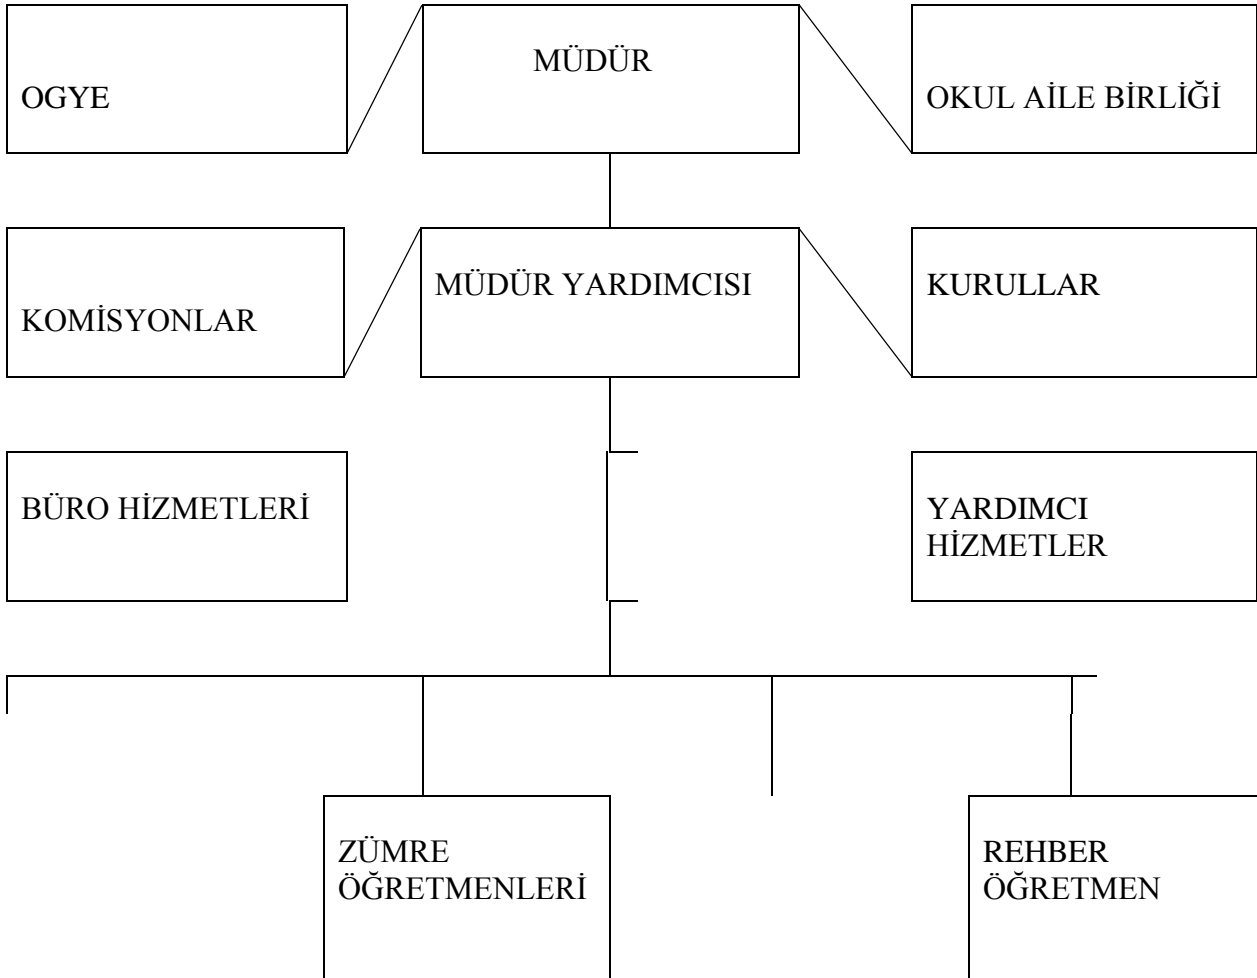 MÜDÜR
OGYE
OKUL AİLE BİRLİĞİ
MÜDÜR YARDIMCISI
KURULLAR
KOMİSYONLAR
BÜRO HİZMETLERİ
YARDIMCI
HİZMETLER
ZÜMRE
ÖĞRETMENLERİ
REHBER
ÖĞRETMEN